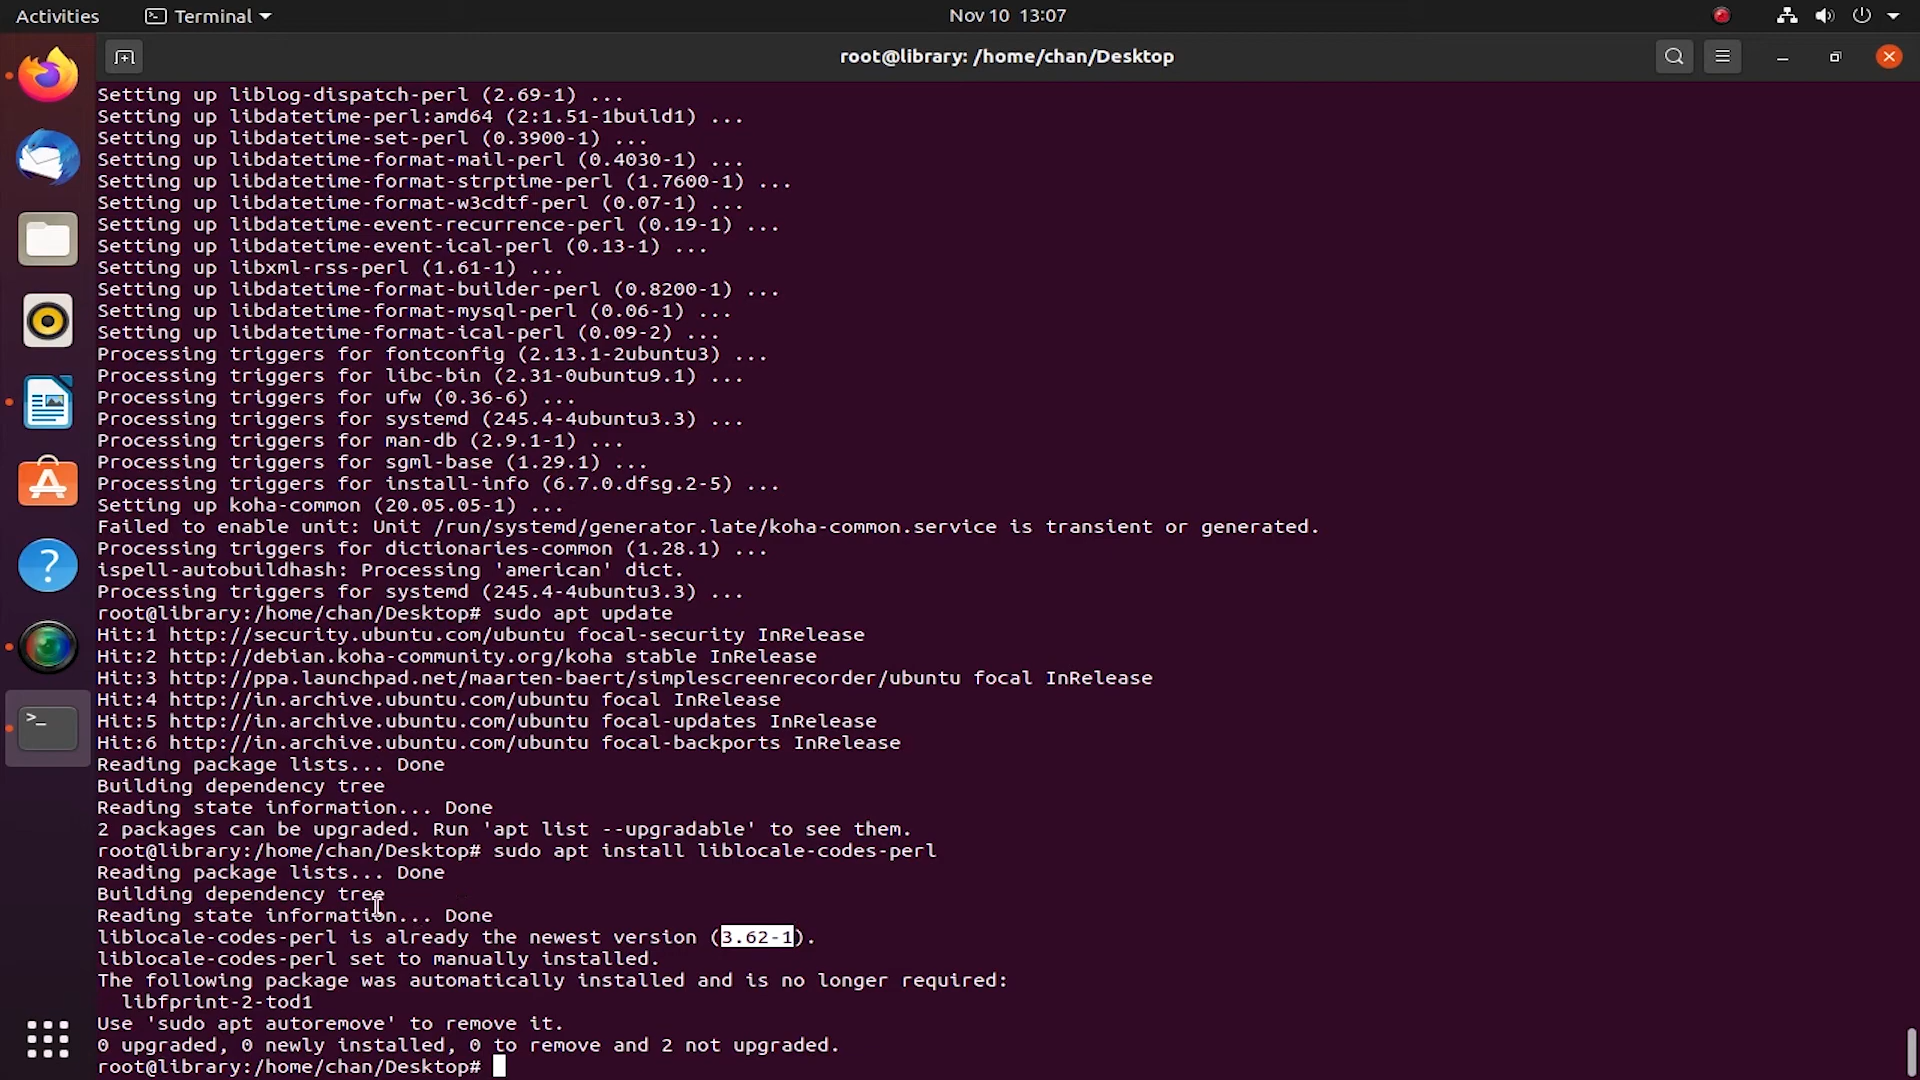 Activities
Terminal
Nov 10 13:07
root@library: /home/chan/Desktop
Setting up liblog-dispatch-perl (2.69-1) ...
Setting up libdatetime-perl:amd64 (2:1.51-1build1) ...
Setting up libdatetime-set-perl (0.3900-1) ...
Setting up libdatetime-format-mail-perl (0.4030-1) ...
Setting up libdatetime-format-strptime-perl (1.7600-1) ...
Setting up libdatetime-format-w3cdtf-perl (0.07-1) ...
Setting up libdatetime-event-recurrence-perl (0.19-1) ...
Setting up libdatetime-event-ical-perl (0.13-1) ...
Setting up libxml-rss-perl (1.61-1) ...
Setting up libdatetime-format-builder-perl (0.8200-1) ...
Setting up libdatetime-format-mysql-perl (0.06-1) ...
Setting up libdatetime-format-ical-perl (0.09-2) ...
Processing triggers for fontconfig (2.13.1-2ubuntu3) ...
Processing triggers for libc-bin (2.31-0ubuntu9.1) ...
Processing triggers for ufw (0.36-6) ...
Processing triggers for systemd (245.4-4ubuntu3.3) ...
Processing triggers for man-db (2.9.1-1) ...
Processing triggers for sgml-base (1.29.1) ...
Processing triggers for install-info (6.7.0.dfsg.2-5) ...
Setting up koha-common (20.05.05-1) ...
Failed to enable unit: Unit /run/systemd/generator.late/koha-common.service is transient or generated.
Processing triggers for dictionaries-common (1.28.1) ...
ispell-autobuildhash: Processing 'american' dict.
Processing triggers for systemd (245.4-4ubuntu3.3) ...
root@library:/home/chan/Desktop# sudo apt update
Hit:1 http://security.ubuntu.com/ubuntu focal-security InRelease
Hit:2 http://debian.koha-community.org/koha stable InRelease
Hit:3 http://ppa.launchpad.net/maarten-baert/simplescreenrecorder/ubuntu focal InRelease
Hit:4 http://in.archive.ubuntu.com/ubuntu focal InRelease
Hit:5 http://in.archive.ubuntu.com/ubuntu focal-updates InRelease
Hit:6 http://in.archive.ubuntu.com/ubuntu focal-backports InRelease
Reading package lists... Done
Building dependency tree
Reading state information... Done
2 packages can be upgraded. Run 'apt list --upgradable' to see them.
root@library:/home/chan/Desktop# sudo apt install liblocale-codes-perl
Reading package lists... Done
Building dependency tree
Reading state information... Done
liblocale-codes-perl is already the newest version (3.62-1).
liblocale-codes-perl set to manually installed.
The following package was automatically installed and is no longer required:
  libfprint-2-tod1
Use 'sudo apt autoremove' to remove it.
0 upgraded, 0 newly installed, 0 to remove and 2 not upgraded.
root@library:/home/chan/Desktop#